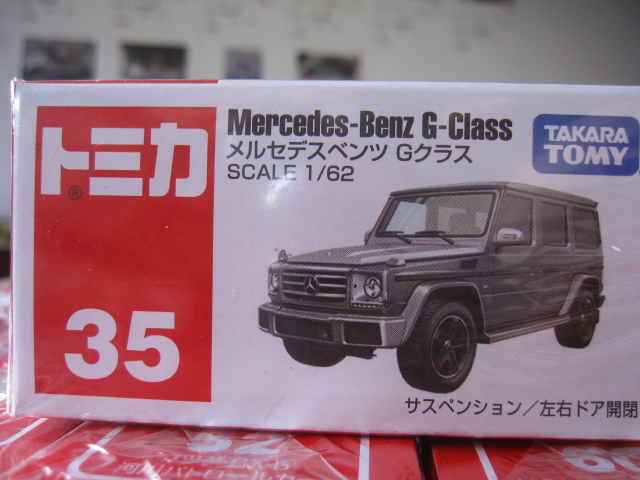 トミカ
®
35
Mercedes-Benz G-Class
メルセデスベンツ Gクラス
SCALE 1/62
TAKARA
TOMY
サスペンション/左右ドア開閉
32